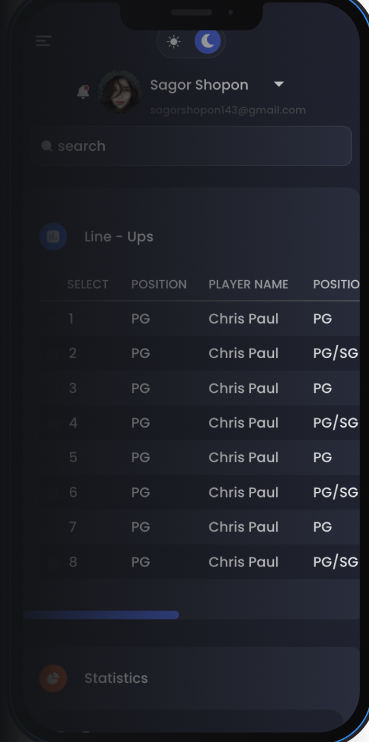 Sagor Shopon
sagorshopon143@gmail.com
search
Line - Ups
SELECT POSITION PLAYER NAME POSITIO
1 PG Chris Paul PG
2 PG Chris Paul PG/SG
3 PG Chris Paul PG
4 PG Chris Paul PG/SG
5 PG Chris Paul PG
6 PG Chris Paul PG/SG
7 PG Chris Paul PG
8 PG Chris Paul PG/SG
Statistics